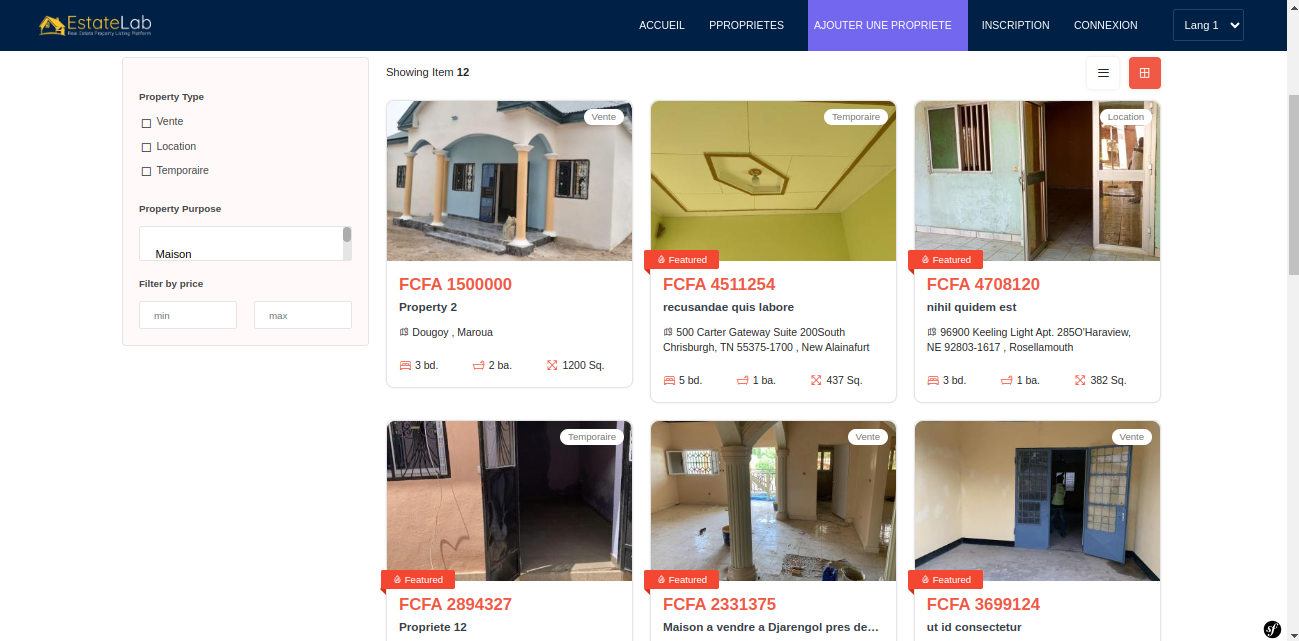 EstateLab
Real Estate Property Listing Platform
ACCUEIL
PPROPRIETES
AJOUTER UNE PROPRIETE
INSCRIPTION
CONNEXION
Lang 1
Property Type
Vente
Location
Temporaire
Property Purpose
Maison
Filter by price
min
max
Showing Item 12
Vente
FCFA 1500000
Property 2
Dougoy , Maroua
3 bd.
2 ba.
1200 Sq.
Temporaire
Featured
FCFA 4511254
recusandae quis labore
500 Carter Gateway Suite 200South
Chrisburgh, TN 55375-1700 , New Alainafurt
5 bd.
1 ba.
437 Sq.
Location
Featured
FCFA 4708120
nihil quidem est
96900 Keeling Light Apt. 285O'Haraview,
NE 92803-1617 , Rosellamouth
3 bd.
1 ba.
382 Sq.
Temporaire
Featured
FCFA 2894327
Propriete 12
Vente
Featured
FCFA 2331375
Maison a vendre a Djarengol pres de…
Vente
Featured
FCFA 3699124
ut id consectetur
sf